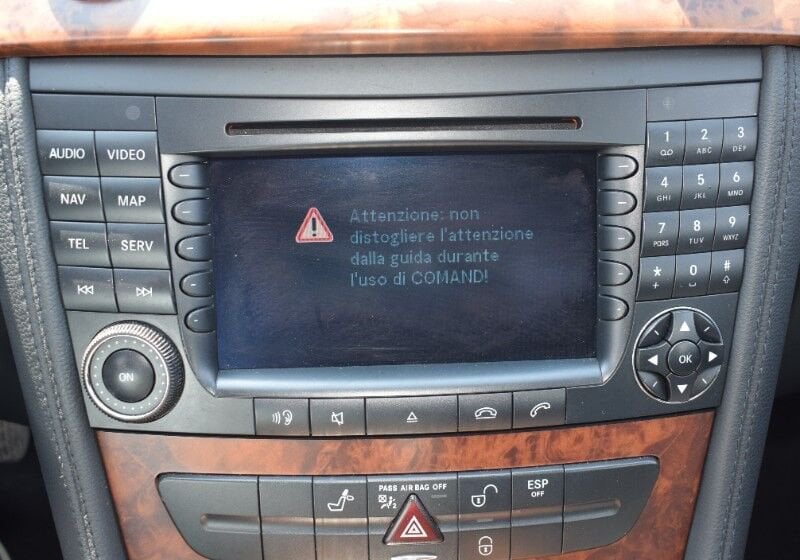 AUDIO VIDEO
NAV MAP
TEL SERV
ON
Attenzione: non
distogliere l'attenzione
dalla guida durante
l'uso di COMAND!
1 2 ABC 3 DEF
4 GHI 5 JKL 6 MNO
7 PQRS 8 TUV 9 WXYZ
* + 0 #
OK
PASS AIR BAG OFF
2
ESP
OFF